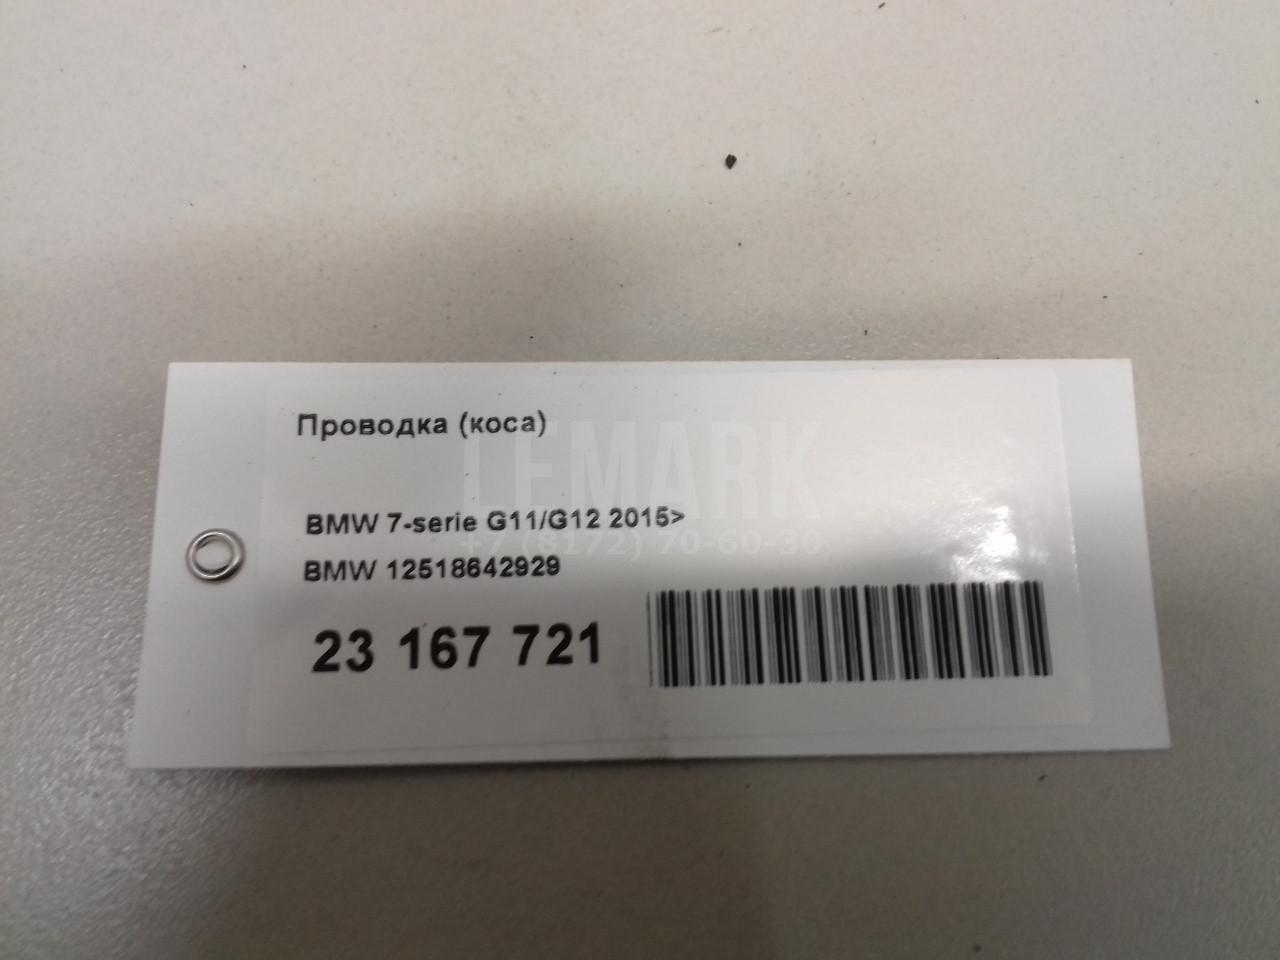 Проводка (коса)
LEMARK
BMW 7-serie G11/G12 2015>
+7 (8172) 70-60-30
BMW 12518642929
23 167 721